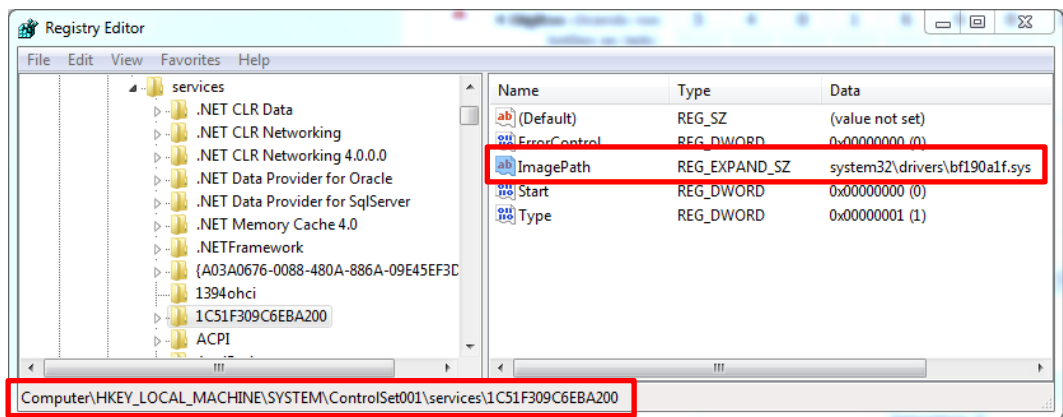 Registry Editor
File Edit View Favorites Help
services
.NET CLR Data
.NET CLR Networking
.NET CLR Networking 4.0.0.0
.NET Data Provider for Oracle
.NET Data Provider for SqlServer
.NET Memory Cache 4.0
.NETFramework
{A03A0676-0088-480A-886A-09E45EF3D
1394ohci
1C51F309C6EBA200
ACPI
Name Type Data
(Default) REG_SZ (value not set)
ErrorControl REG_DWORD 0x00000000 (0)
ImagePath REG_EXPAND_SZ system32\drivers\bf190a1f.sys
Start REG_DWORD 0x00000000 (0)
Type REG_DWORD 0x00000001 (1)
Computer\HKEY_LOCAL_MACHINE\SYSTEM\ControlSet001\services\1C51F309C6EBA200